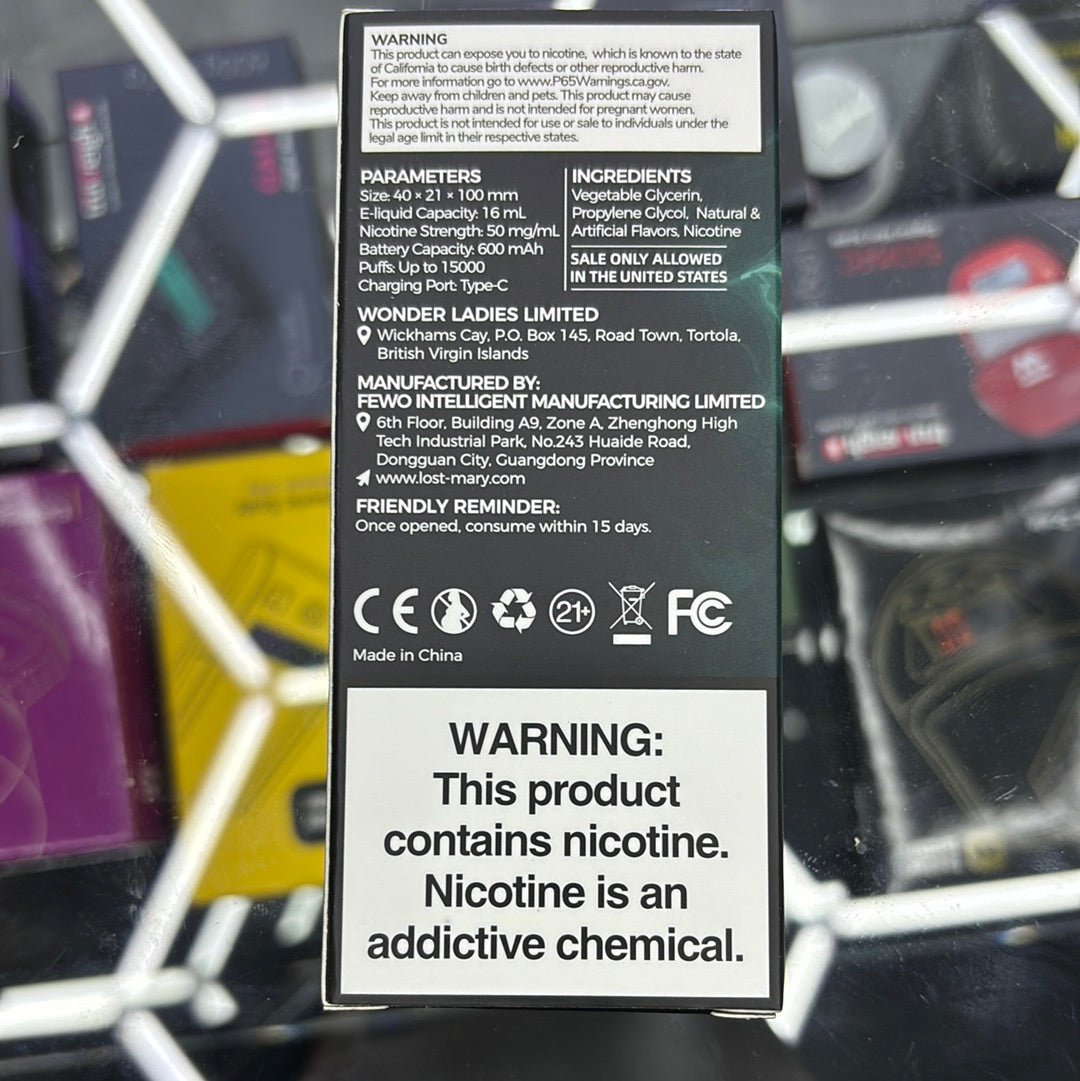 WARNING
This product can expose you to nicotine, which is known to the state
of California to cause birth defects or other reproductive harm.
For more information go to www.P65Warnings.ca.gov.
Keep away from children and pets. This product may cause
reproductive harm and is not intended for pregnant women.
This product is not intended for use or sale to individuals under the
legal age limit in their respective states.
PARAMETERS
Size: 40 × 21 × 100 mm
E-liquid Capacity: 16 mL
Nicotine Strength: 50 mg/mL
Battery Capacity: 600 mAh
Puffs: Up to 15000
Charging Port: Type-C
INGREDIENTS
Vegetable Glycerin,
Propylene Glycol, Natural &
Artificial Flavors, Nicotine
SALE ONLY ALLOWED
IN THE UNITED STATES
WONDER LADIES LIMITED
Wickhams Cay, P.O. Box 145, Road Town, Tortola,
British Virgin Islands
MANUFACTURED BY:
FEWO INTELLIGENT MANUFACTURING LIMITED
6th Floor, Building A9, Zone A, Zhenghong High
Tech Industrial Park, No.243 Huaide Road,
Dongguan City, Guangdong Province
www.lost-mary.com
FRIENDLY REMINDER:
Once opened, consume within 15 days.
CE 21+ FC
Made in China
WARNING:
This product
contains nicotine.
Nicotine is an
addictive chemical.